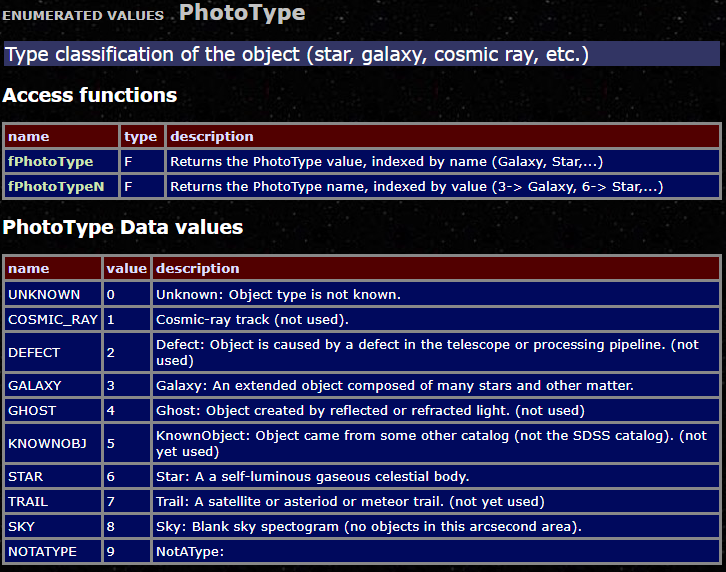 ENUMERATED VALUES PhotoType
Type classification of the object (star, galaxy, cosmic ray, etc.)
Access functions
name type description
fPhotoType F Returns the PhotoType value, indexed by name (Galaxy, Star,...)
fPhotoTypeN F Returns the PhotoType name, indexed by value (3-> Galaxy, 6-> Star,...)
PhotoType Data values
name value description
UNKNOWN 0 Unknown: Object type is not known.
COSMIC_RAY 1 Cosmic-ray track (not used).
DEFECT 2 Defect: Object is caused by a defect in the telescope or processing pipeline. (not
used)
GALAXY 3 Galaxy: An extended object composed of many stars and other matter.
GHOST 4 Ghost: Object created by reflected or refracted light. (not used)
KNOWNOBJ 5 KnownObject: Object came from some other catalog (not the SDSS catalog). (not
yet used)
STAR 6 Star: A a self-luminous gaseous celestial body.
TRAIL 7 Trail: A satellite or asteriod or meteor trail. (not yet used)
SKY 8 Sky: Blank sky spectogram (no objects in this arcsecond area).
NOTATYPE 9 NotAType: